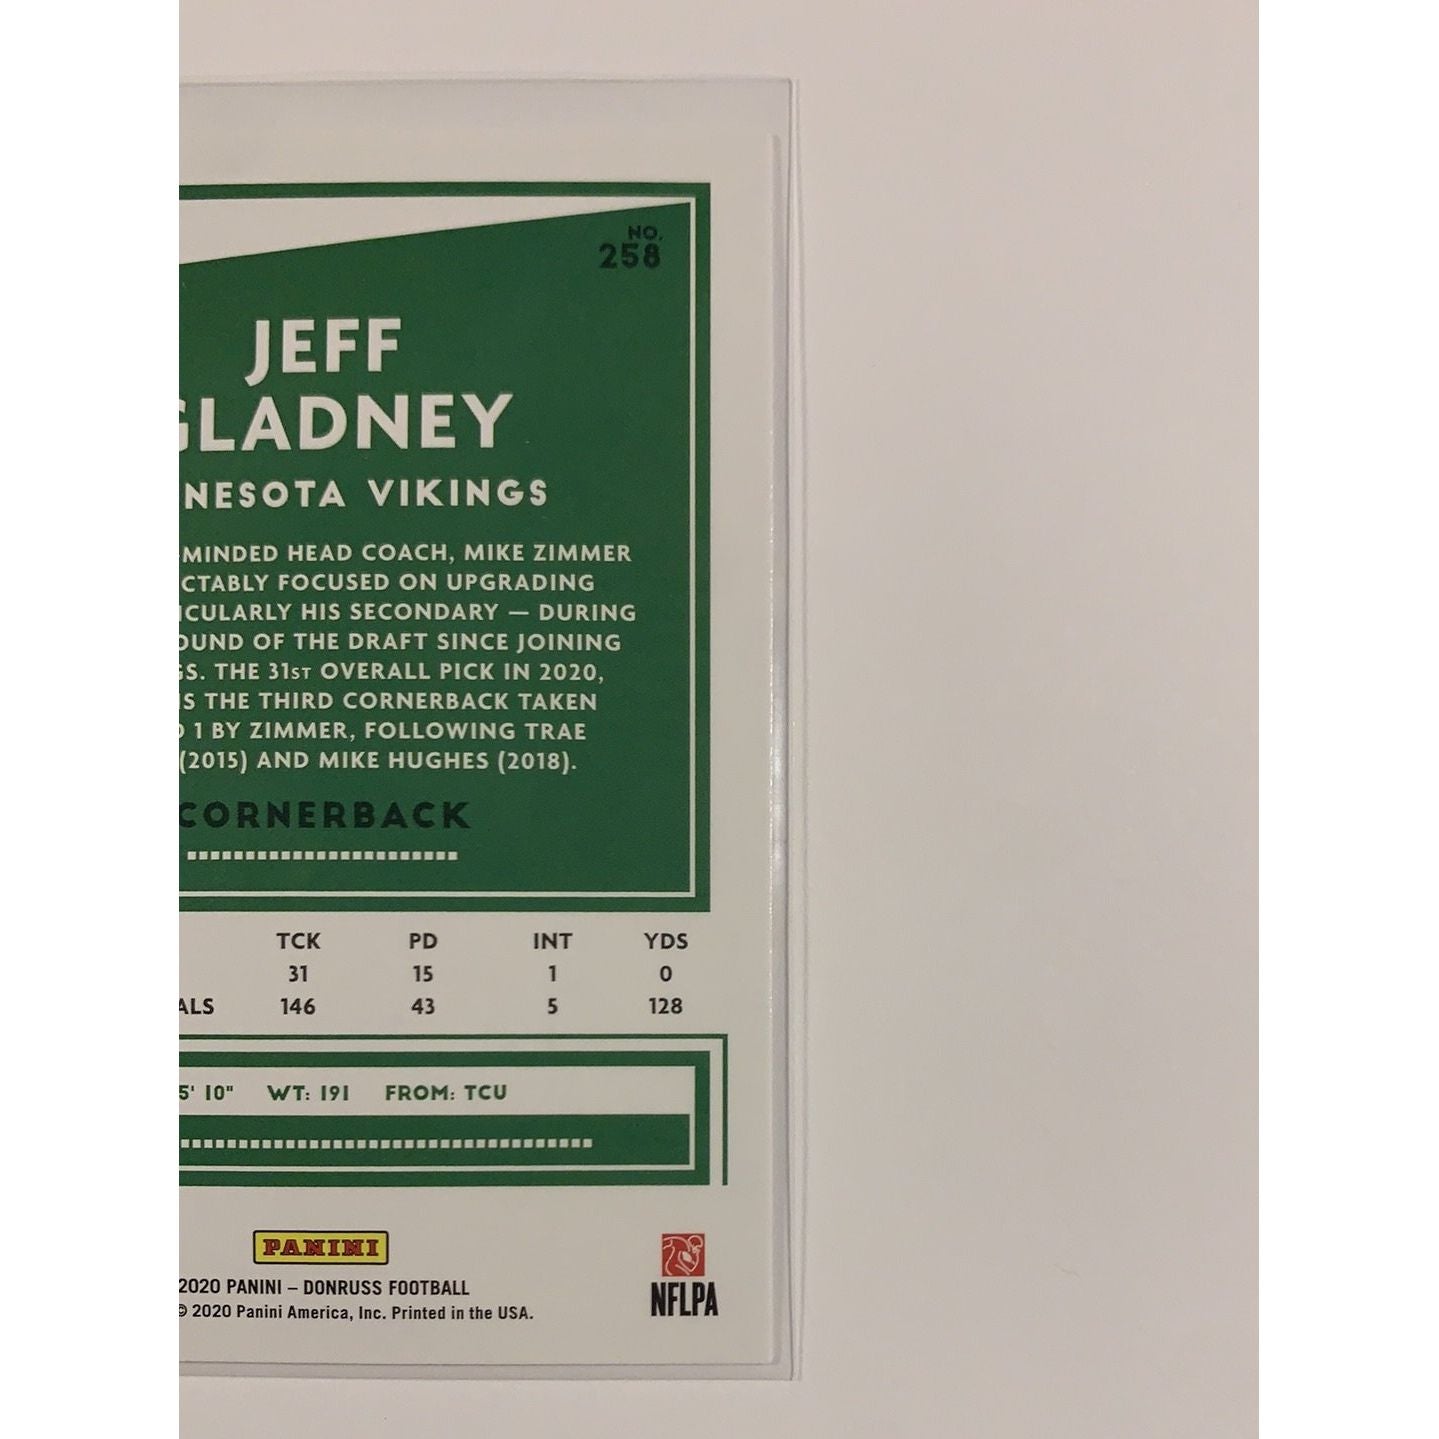 NO.
258
JEFF
GLADNEY
NESOTA VIKINGS
-MINDED HEAD COACH, MIKE ZIMMER
CTABLY FOCUSED ON UPGRADING
ICULARLY HIS SECONDARY — DURING
OUND OF THE DRAFT SINCE JOINING
GS. THE 31ST OVERALL PICK IN 2020,
IS THE THIRD CORNERBACK TAKEN
D 1 BY ZIMMER, FOLLOWING TRAE
(2015) AND MIKE HUGHES (2018).
CORNERBACK
TCK PD INT YDS
31 15 1 0
ALS 146 43 5 128
5' 10" WT: 191 FROM: TCU
PANINI
2020 PANINI – DONRUSS FOOTBALL
© 2020 Panini America, Inc. Printed in the USA.
NFLPA